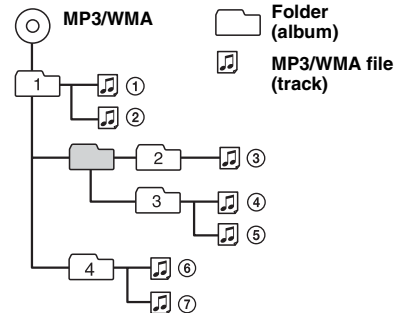 MP3/WMA
Folder
(album)
MP3/WMA file
(track)
1
①
②
2
③
3
④
⑤
4
⑥
⑦